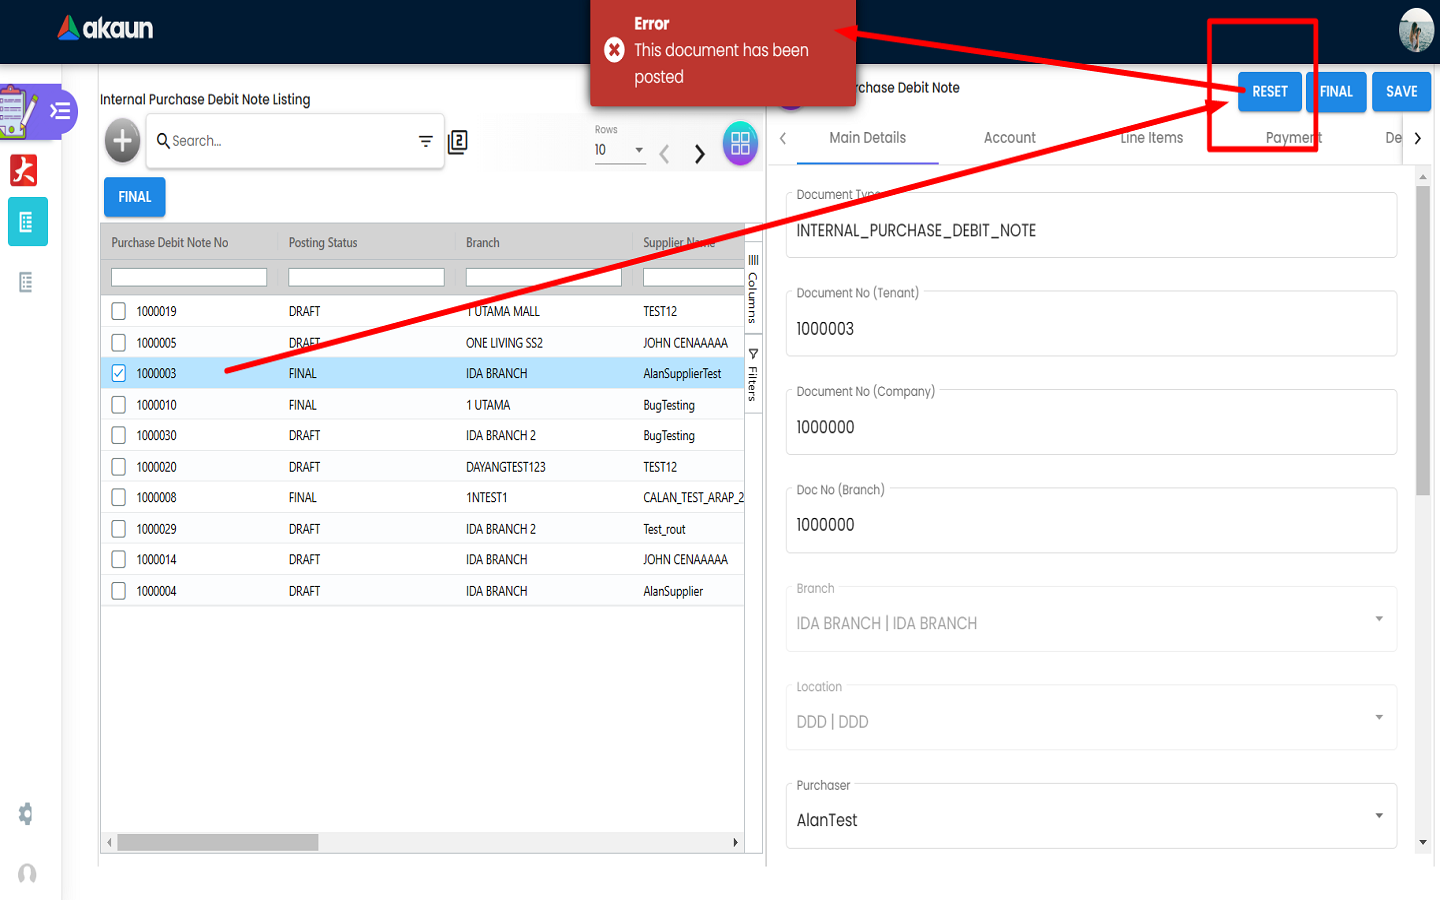 akaun
Error
This document has been
posted
Internal Purchase Debit Note Listing
Search...
2
Rows
10
FINAL
Purchase Debit Note No Posting Status Branch Supplier Name
1000019 DRAFT 1 UTAMA MALL TEST12
1000005 DRAFT ONE LIVING SS2 JOHN CENAAAAA
1000003 FINAL IDA BRANCH AlanSupplierTest
1000010 FINAL 1 UTAMA BugTesting
1000030 DRAFT IDA BRANCH 2 BugTesting
1000020 DRAFT DAYANGTEST123 TEST12
1000008 FINAL 1NTEST1 CALAN_TEST_ARAP_2
1000029 DRAFT IDA BRANCH 2 Test_rout
1000014 DRAFT IDA BRANCH JOHN CENAAAAA
1000004 DRAFT IDA BRANCH AlanSupplier
Columns
Filters
rchase Debit Note
RESET FINAL SAVE
Main Details Account Line Items Payment De
Document Type
INTERNAL_PURCHASE_DEBIT_NOTE
Document No (Tenant)
1000003
Document No (Company)
1000000
Doc No (Branch)
1000000
Branch
IDA BRANCH | IDA BRANCH
Location
DDD | DDD
Purchaser
AlanTest